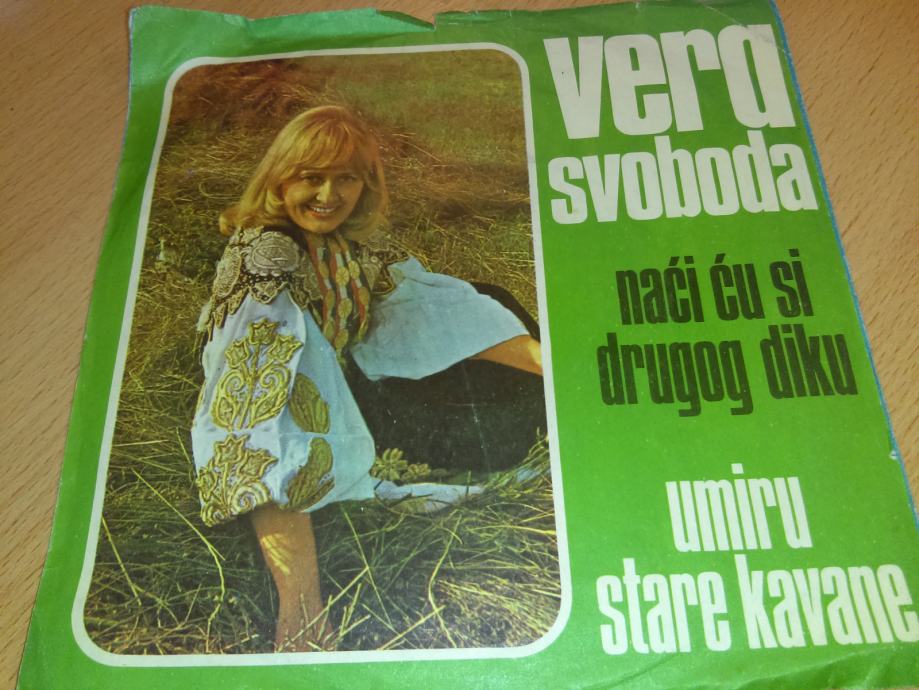 vera
svoboda
naći ću si
drugog diku
umiru
stare kavane